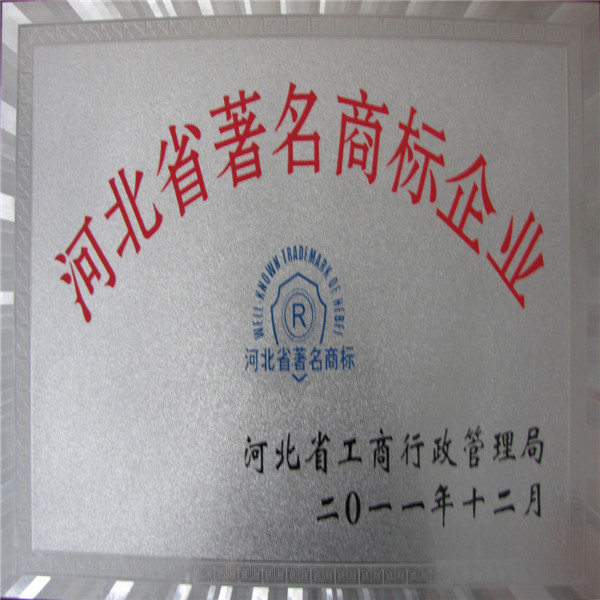 河北省著名商标企业
WELL-KNOWN·TRADEMARK OF HEBEI
R
河北省著名商标
河北省工商行政管理局
二〇一一年十二月